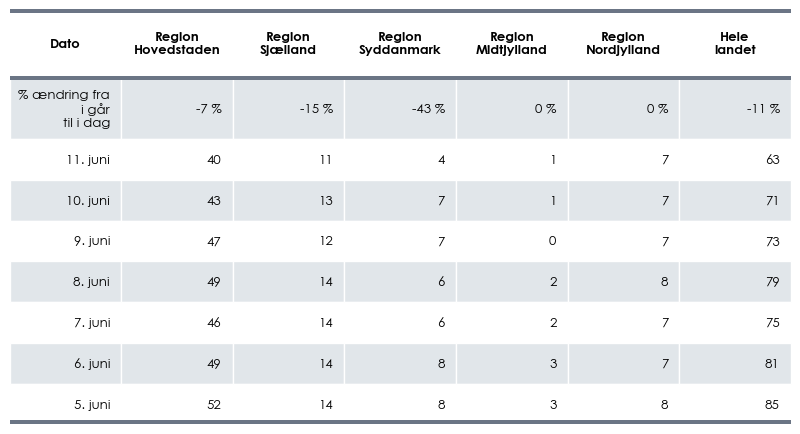 Dato Region Hovedstaden Region Sjælland Region Syddanmark Region Midtjylland Region Nordjylland Hele landet
% ændring fra i går til i dag -7 % -15 % -43 % 0 % 0 % -11 %
11. juni 40 11 4 1 7 63
10. juni 43 13 7 1 7 71
9. juni 47 12 7 0 7 73
8. juni 49 14 6 2 8 79
7. juni 46 14 6 2 7 75
6. juni 49 14 8 3 7 81
5. juni 52 14 8 3 8 85